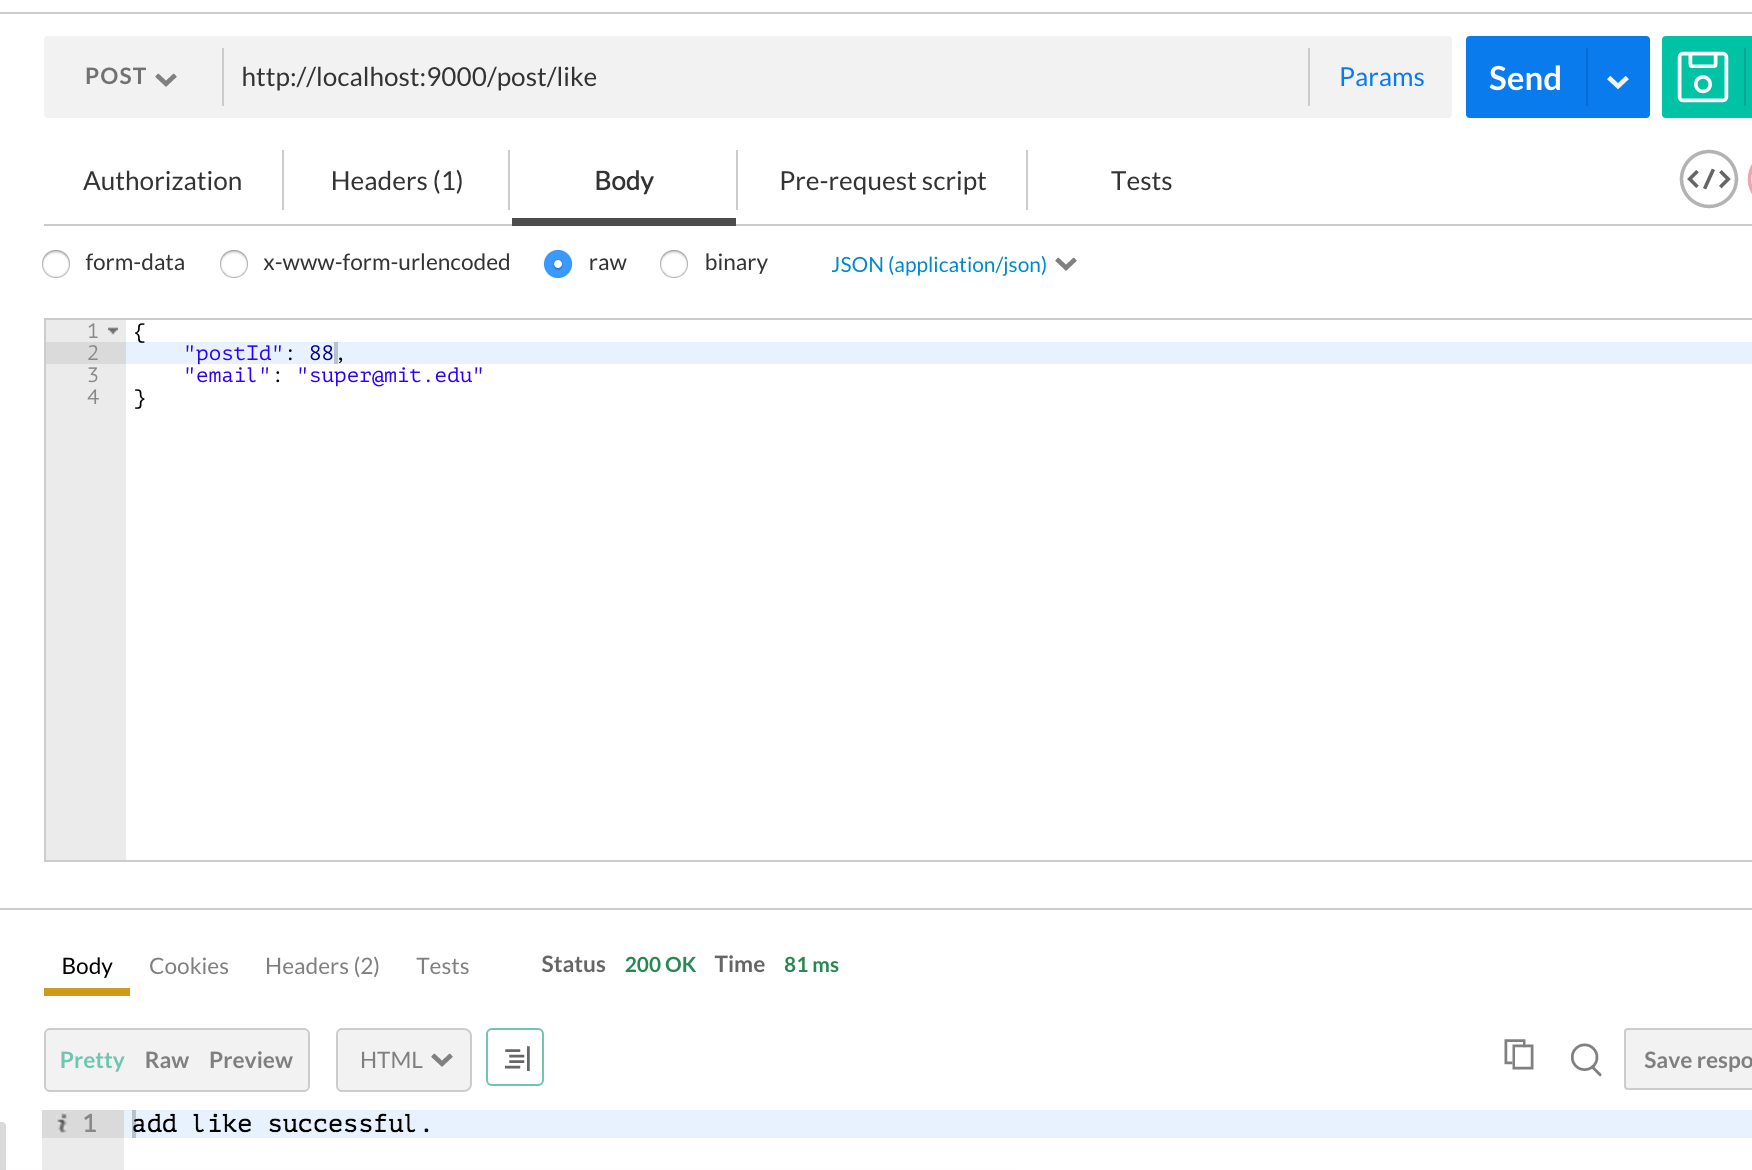 POST http://localhost:9000/post/like Params Send
Authorization Headers (1) Body Pre-request script Tests </>
form-data x-www-form-urlencoded raw binary JSON (application/json)
1 {
2 "postId": 88,
3 "email": "super@mit.edu"
4 }
Body Cookies Headers (2) Tests Status 200 OK Time 81 ms
Pretty Raw Preview HTML Save respo
i 1 add like successful.